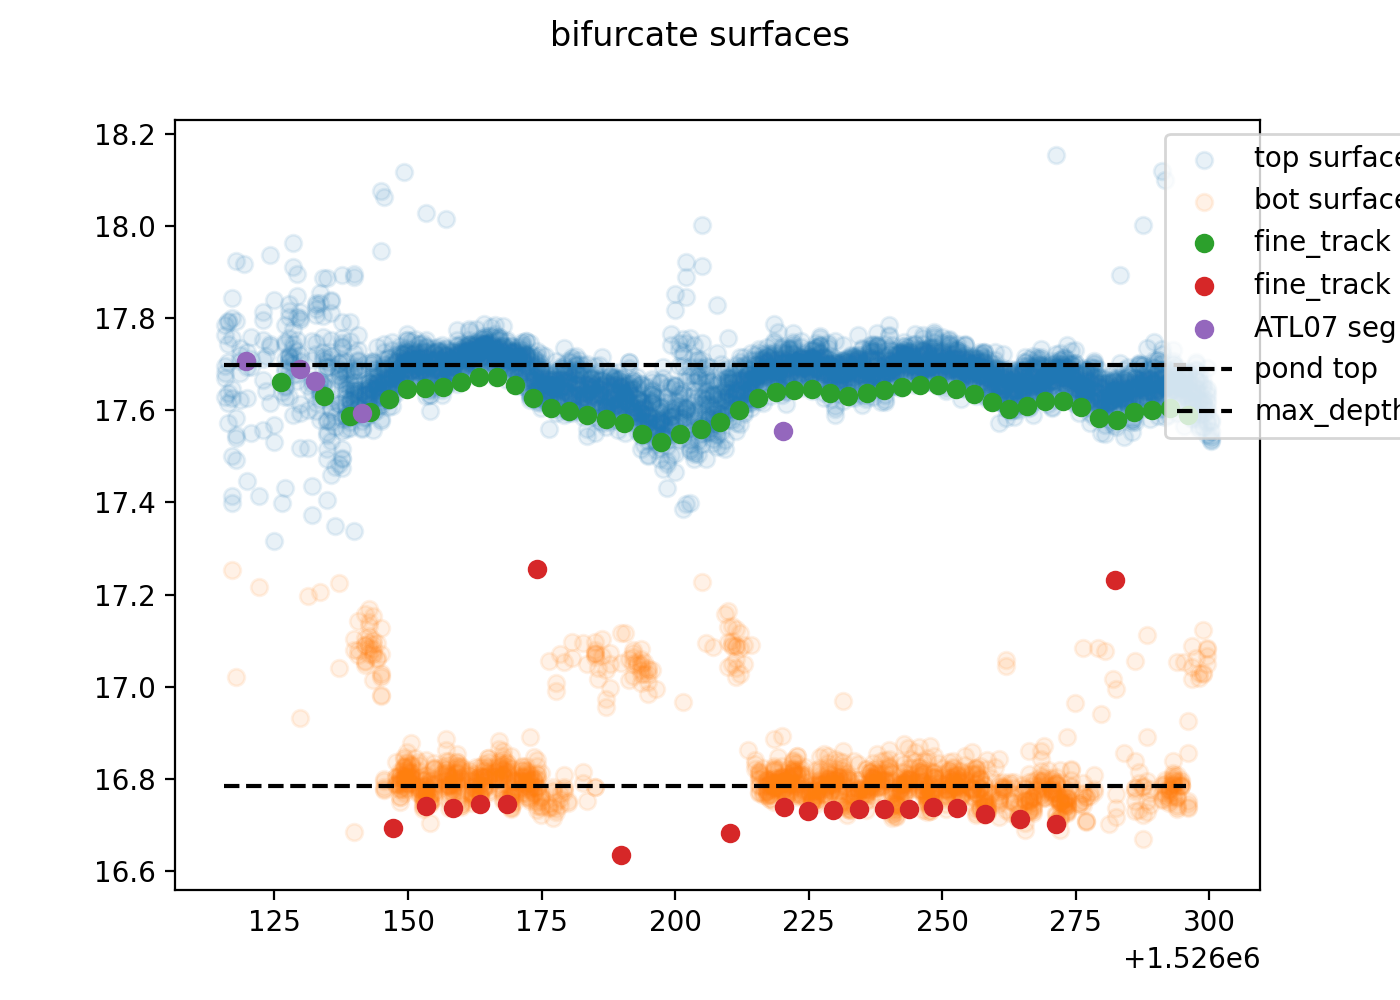 bifurcate surfaces
18.2
18.0
17.8
17.6
17.4
17.2
17.0
16.8
16.6
125 150 175 200 225 250 275 300
+1.526e6
top surface
bot surface
fine_track
fine_track
ATL07 seg
pond top
max_depth